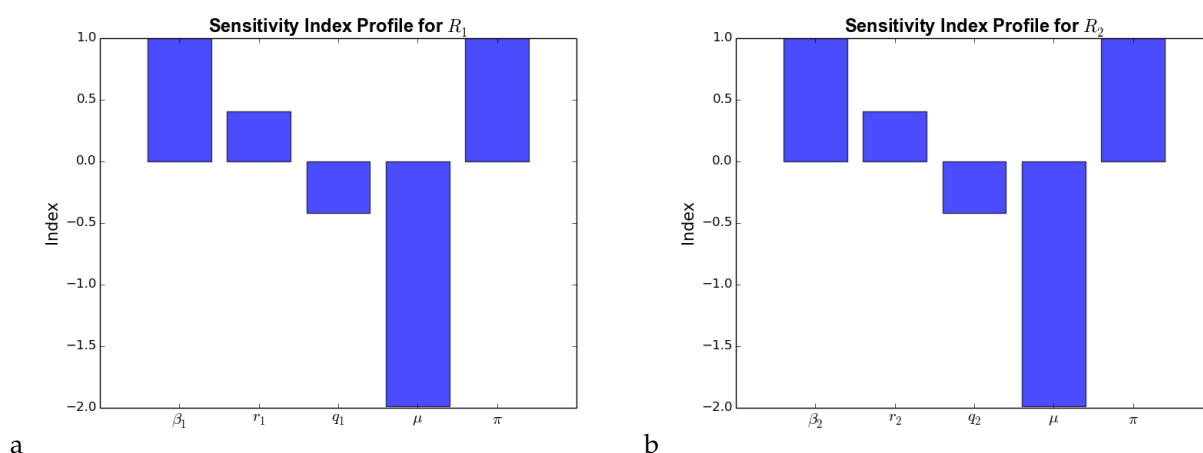 Sensitivity Index Profile for R₁
1.0
0.5
0.0
−0.5
−1.0
−1.5
−2.0
Index
β₁ r₁ q₁ μ π
a
Sensitivity Index Profile for R₂
1.0
0.5
0.0
−0.5
−1.0
−1.5
−2.0
Index
β₂ r₂ q₂ μ π
b